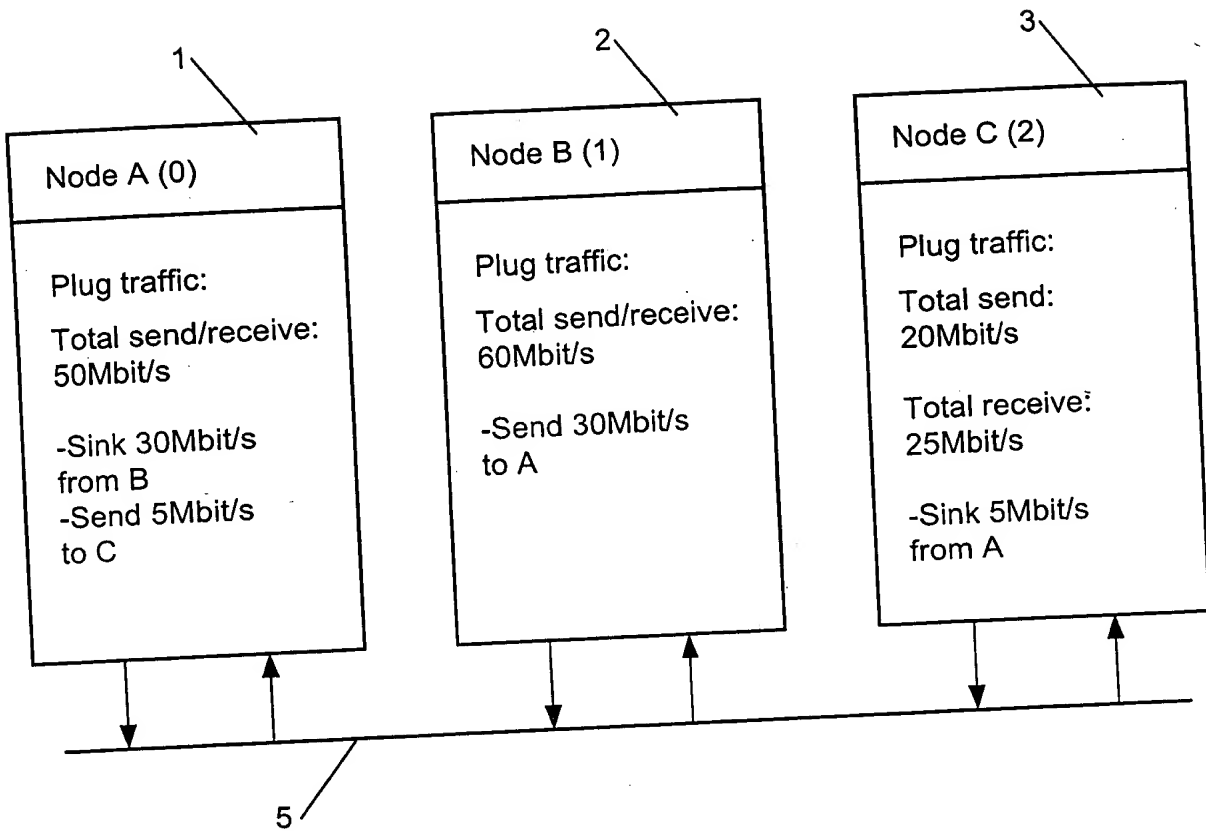 1
2
3
Node A (0)
Plug traffic:
Total send/receive:
50Mbit/s
-Sink 30Mbit/s
from B
-Send 5Mbit/s
to C
Node B (1)
Plug traffic:
Total send/receive:
60Mbit/s
-Send 30Mbit/s
to A
Node C (2)
Plug traffic:
Total send:
20Mbit/s
Total receive:
25Mbit/s
-Sink 5Mbit/s
from A
5